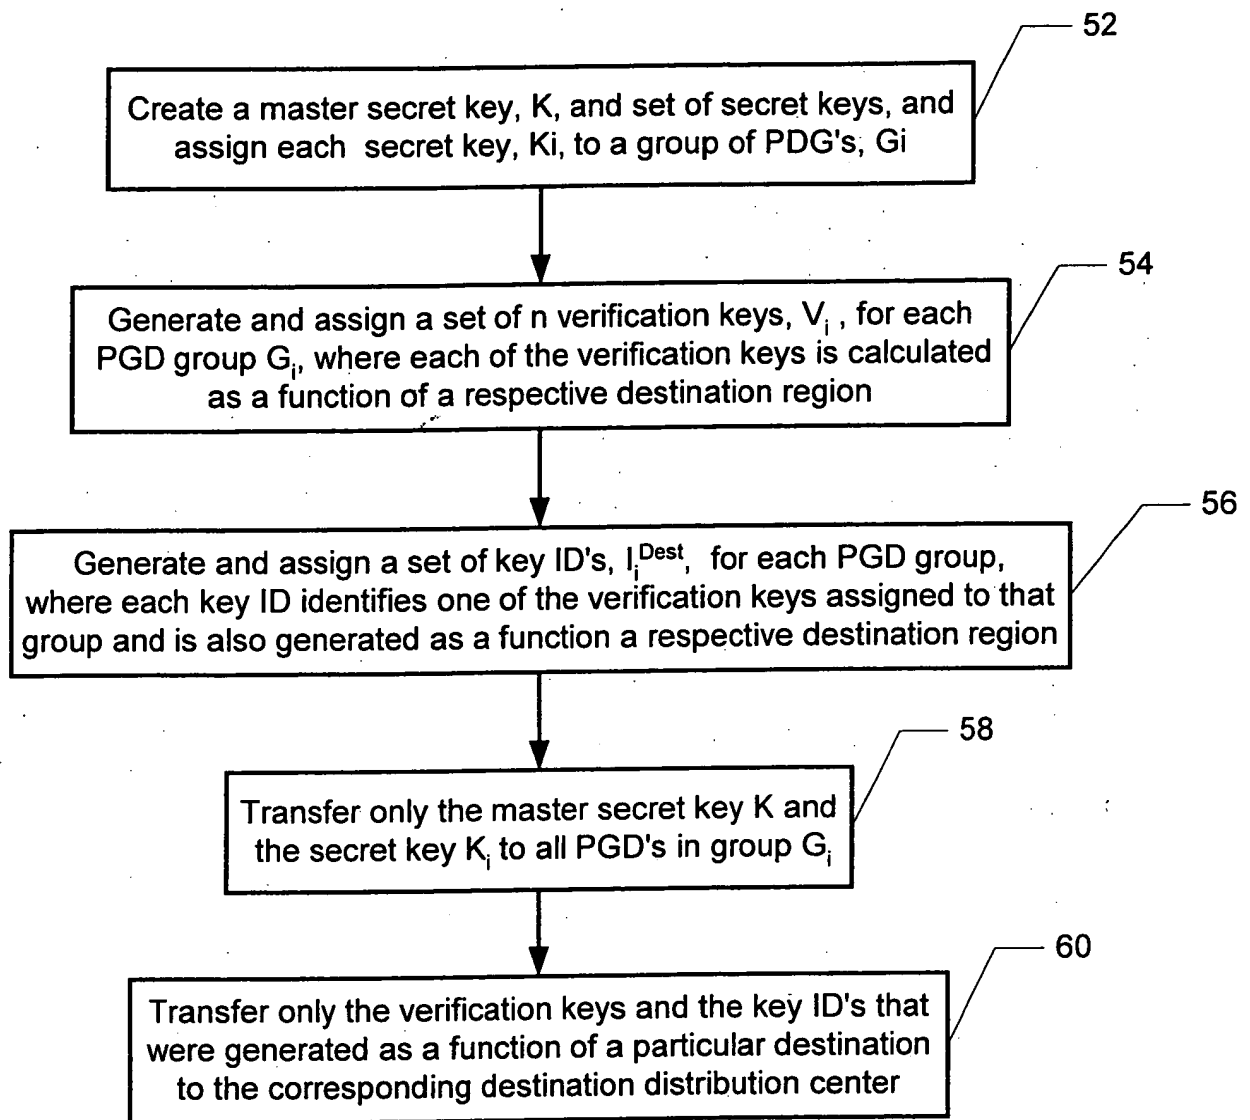 52
Create a master secret key, K, and set of secret keys, and
assign each secret key, Ki, to a group of PDG's, Gi
54
Generate and assign a set of n verification keys, Vi , for each
PGD group Gi, where each of the verification keys is calculated
as a function of a respective destination region
56
Generate and assign a set of key ID's, Ii^Dest, for each PGD group,
where each key ID identifies one of the verification keys assigned to that
group and is also generated as a function a respective destination region
58
Transfer only the master secret key K and
the secret key Ki to all PGD's in group Gi
60
Transfer only the verification keys and the key ID's that
were generated as a function of a particular destination
to the corresponding destination distribution center